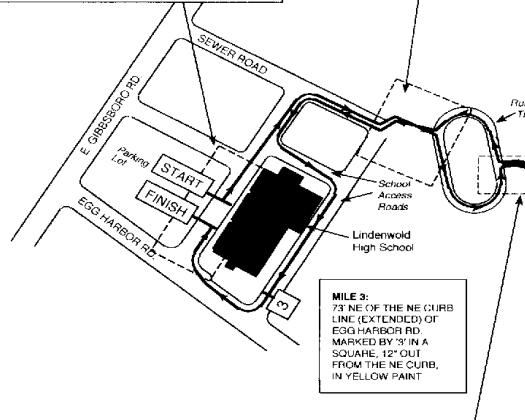 SEWER ROAD
E. GIBBSBORO RD.
Parking
Lot
START
FINISH
EGG HARBOR RD.
School
Access
Roads
Lindenwold
High School
3
MILE 3:
73' NE OF THE NE CURB
LINE (EXTENDED) OF
EGG HARBOR RD.
MARKED BY '3' IN A
SQUARE, 12" OUT
FROM THE NE CURB,
IN YELLOW PAINT